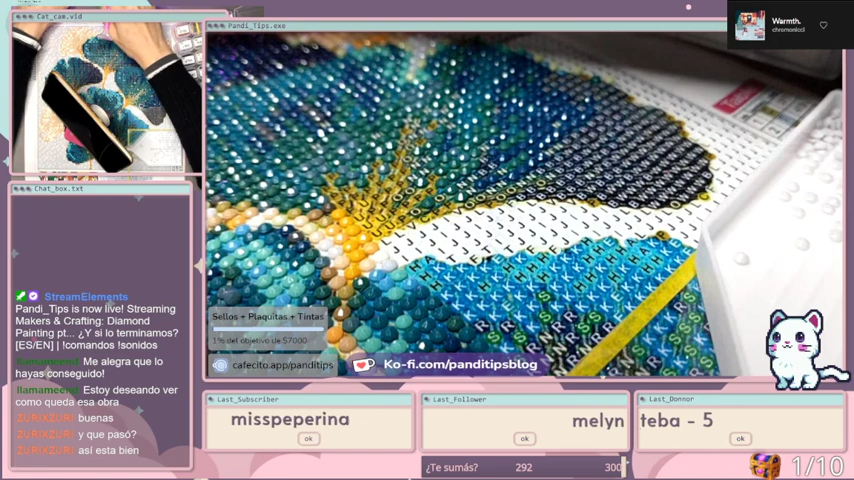 Cat_cam.vid
Pandi_Tips.exe
Warmth.
chromonicci
Chat_box.txt
StreamElements
Pandi_Tips is now live! Streaming
Makers & Crafting: Diamond
Painting pt... ¿Y si lo terminamos?
[ES/EN] | !comandos !sonidos
llamameeriel Me alegra que lo
hayas conseguido!
llamameeriel Estoy deseando ver
como queda esa obra
ZURIXZURI buenas
ZURIXZURI y que pasó?
ZURIXZURI así esta bien
Sellos + Plaquitas + Tintas
1% del objetivo de $7000
cafecito.app/panditips
Ko-fi.com/panditipsblog
Last_Subscriber
misspeperina
ok
Last_Follower
melyn
ok
Last_Donnor
teba - 5
ok
¿Te sumás? 292 300
1/10